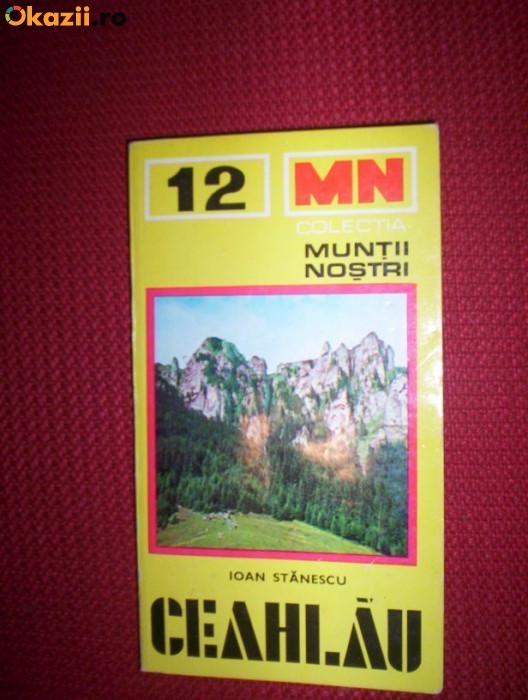 Okazii.ro
12
MN
COLECȚIA
MUNȚII
NOȘTRI
IOAN STĂNESCU
CEAHLĂU